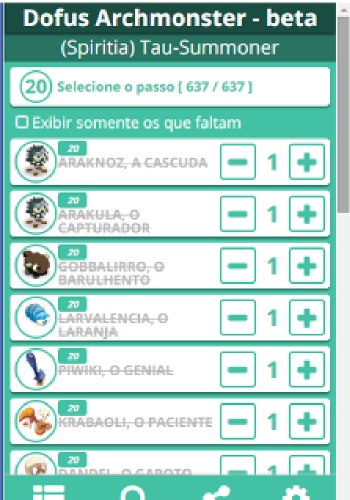 Dofus Archmonster - beta
(Spiritia) Tau-Summoner
20 Selecione o passo [ 637 / 637 ]
Exibir somente os que faltam
20
ARAKNOZ, A CASCUDA
1
20
ARAKULA, O
CAPTURADOR
1
20
GOBBALIRRO, O
BARULHENTO
1
20
LARVALENCIA, O
LARANJA
1
20
PIWIKI, O GENIAL
1
20
KRABAOLI, O PACIENTE
1
20
DANDEL, O GAROTO
1